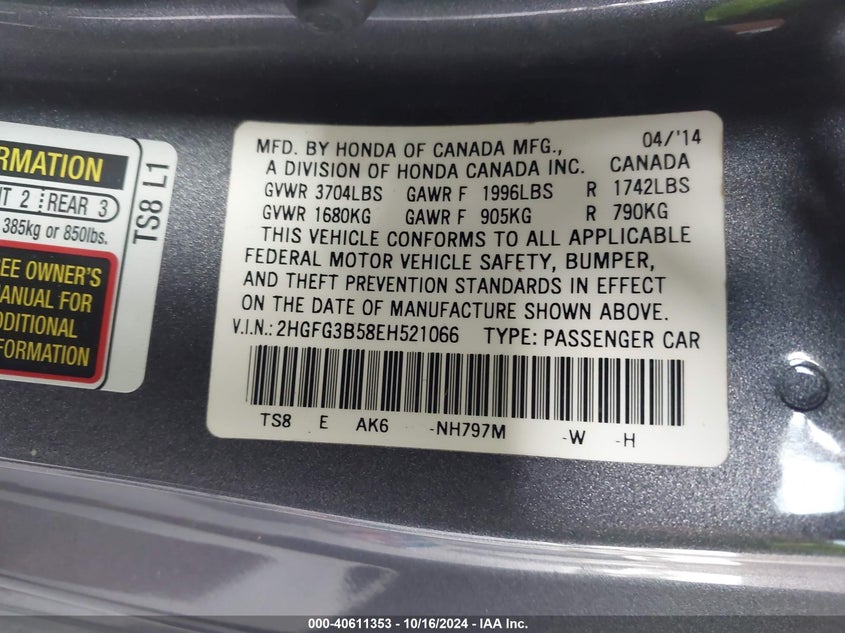 RMATION
NT 2 REAR 3
385kg or 850lbs.
EE OWNER'S
MANUAL FOR
DDITIONAL
FORMATION
TS8 L1
MFD. BY HONDA OF CANADA MFG., 04/'14
A DIVISION OF HONDA CANADA INC. CANADA
GVWR 3704LBS GAWR F 1996LBS R 1742LBS
GVWR 1680KG GAWR F 905KG R 790KG
THIS VEHICLE CONFORMS TO ALL APPLICABLE
FEDERAL MOTOR VEHICLE SAFETY, BUMPER,
AND THEFT PREVENTION STANDARDS IN EFFECT
ON THE DATE OF MANUFACTURE SHOWN ABOVE.
V.I.N.: 2HGFG3B58EH521066 TYPE: PASSENGER CAR
TS8 E AK6 -NH797M -W -H
000-40611353 - 10/16/2024 - IAA Inc.